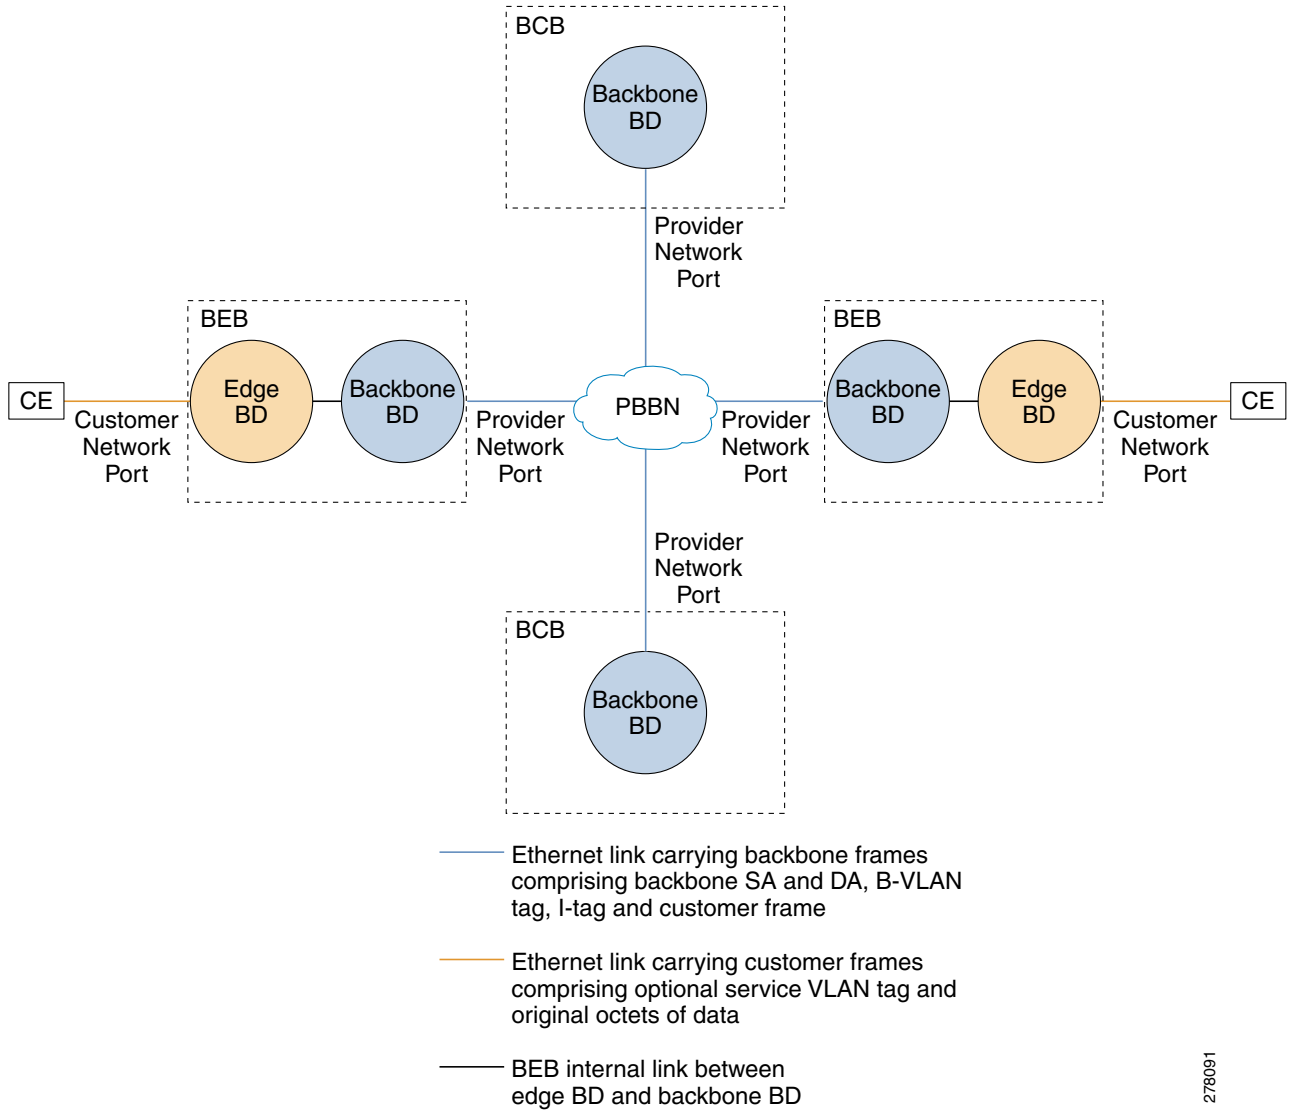 BCB
Backbone
BD
Provider
Network
Port
BEB
Edge
BD
Backbone
BD
CE
Customer
Network
Port
Provider
Network
Port
PBBN
Provider
Network
Port
BEB
Backbone
BD
Edge
BD
Customer
Network
Port
CE
Provider
Network
Port
BCB
Backbone
BD
Ethernet link carrying backbone frames
comprising backbone SA and DA, B-VLAN
tag, I-tag and customer frame
Ethernet link carrying customer frames
comprising optional service VLAN tag and
original octets of data
BEB internal link between
edge BD and backbone BD
278091